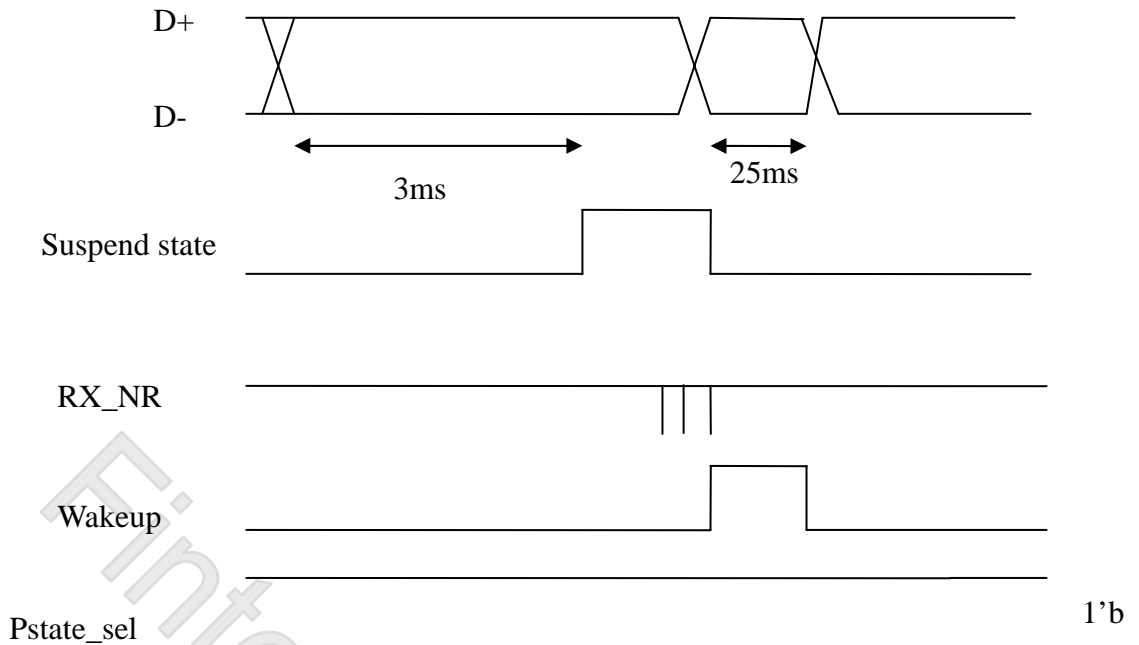 D+
D-
3ms
25ms
Suspend state
RX_NR
Wakeup
Pstate_sel
1’b